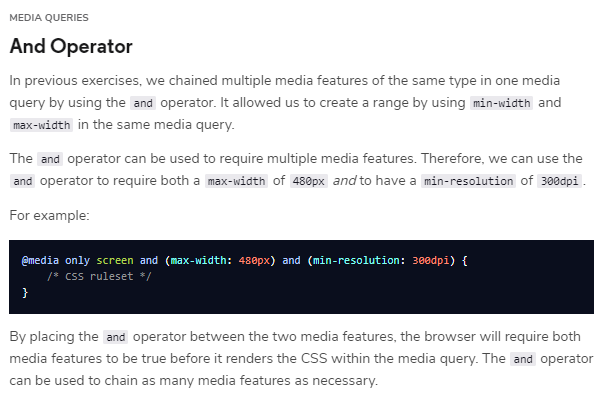 MEDIA QUERIES
And Operator
In previous exercises, we chained multiple media features of the same type in one media
query by using the and operator. It allowed us to create a range by using min-width and
max-width in the same media query.
The and operator can be used to require multiple media features. Therefore, we can use the
and operator to require both a max-width of 480px and to have a min-resolution of 300dpi.
For example:
@media only screen and (max-width: 480px) and (min-resolution: 300dpi) {
/* CSS ruleset */
}
By placing the and operator between the two media features, the browser will require both
media features to be true before it renders the CSS within the media query. The and operator
can be used to chain as many media features as necessary.